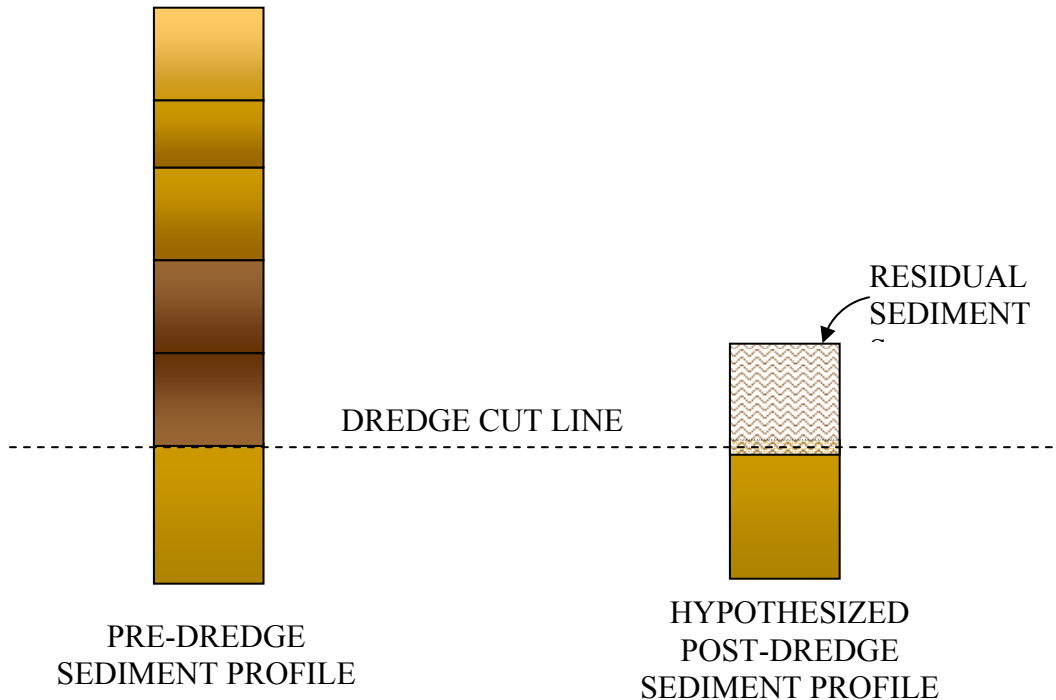 RESIDUAL
SEDIMENT
DREDGE CUT LINE
PRE-DREDGE
SEDIMENT PROFILE
HYPOTHESIZED
POST-DREDGE
SEDIMENT PROFILE